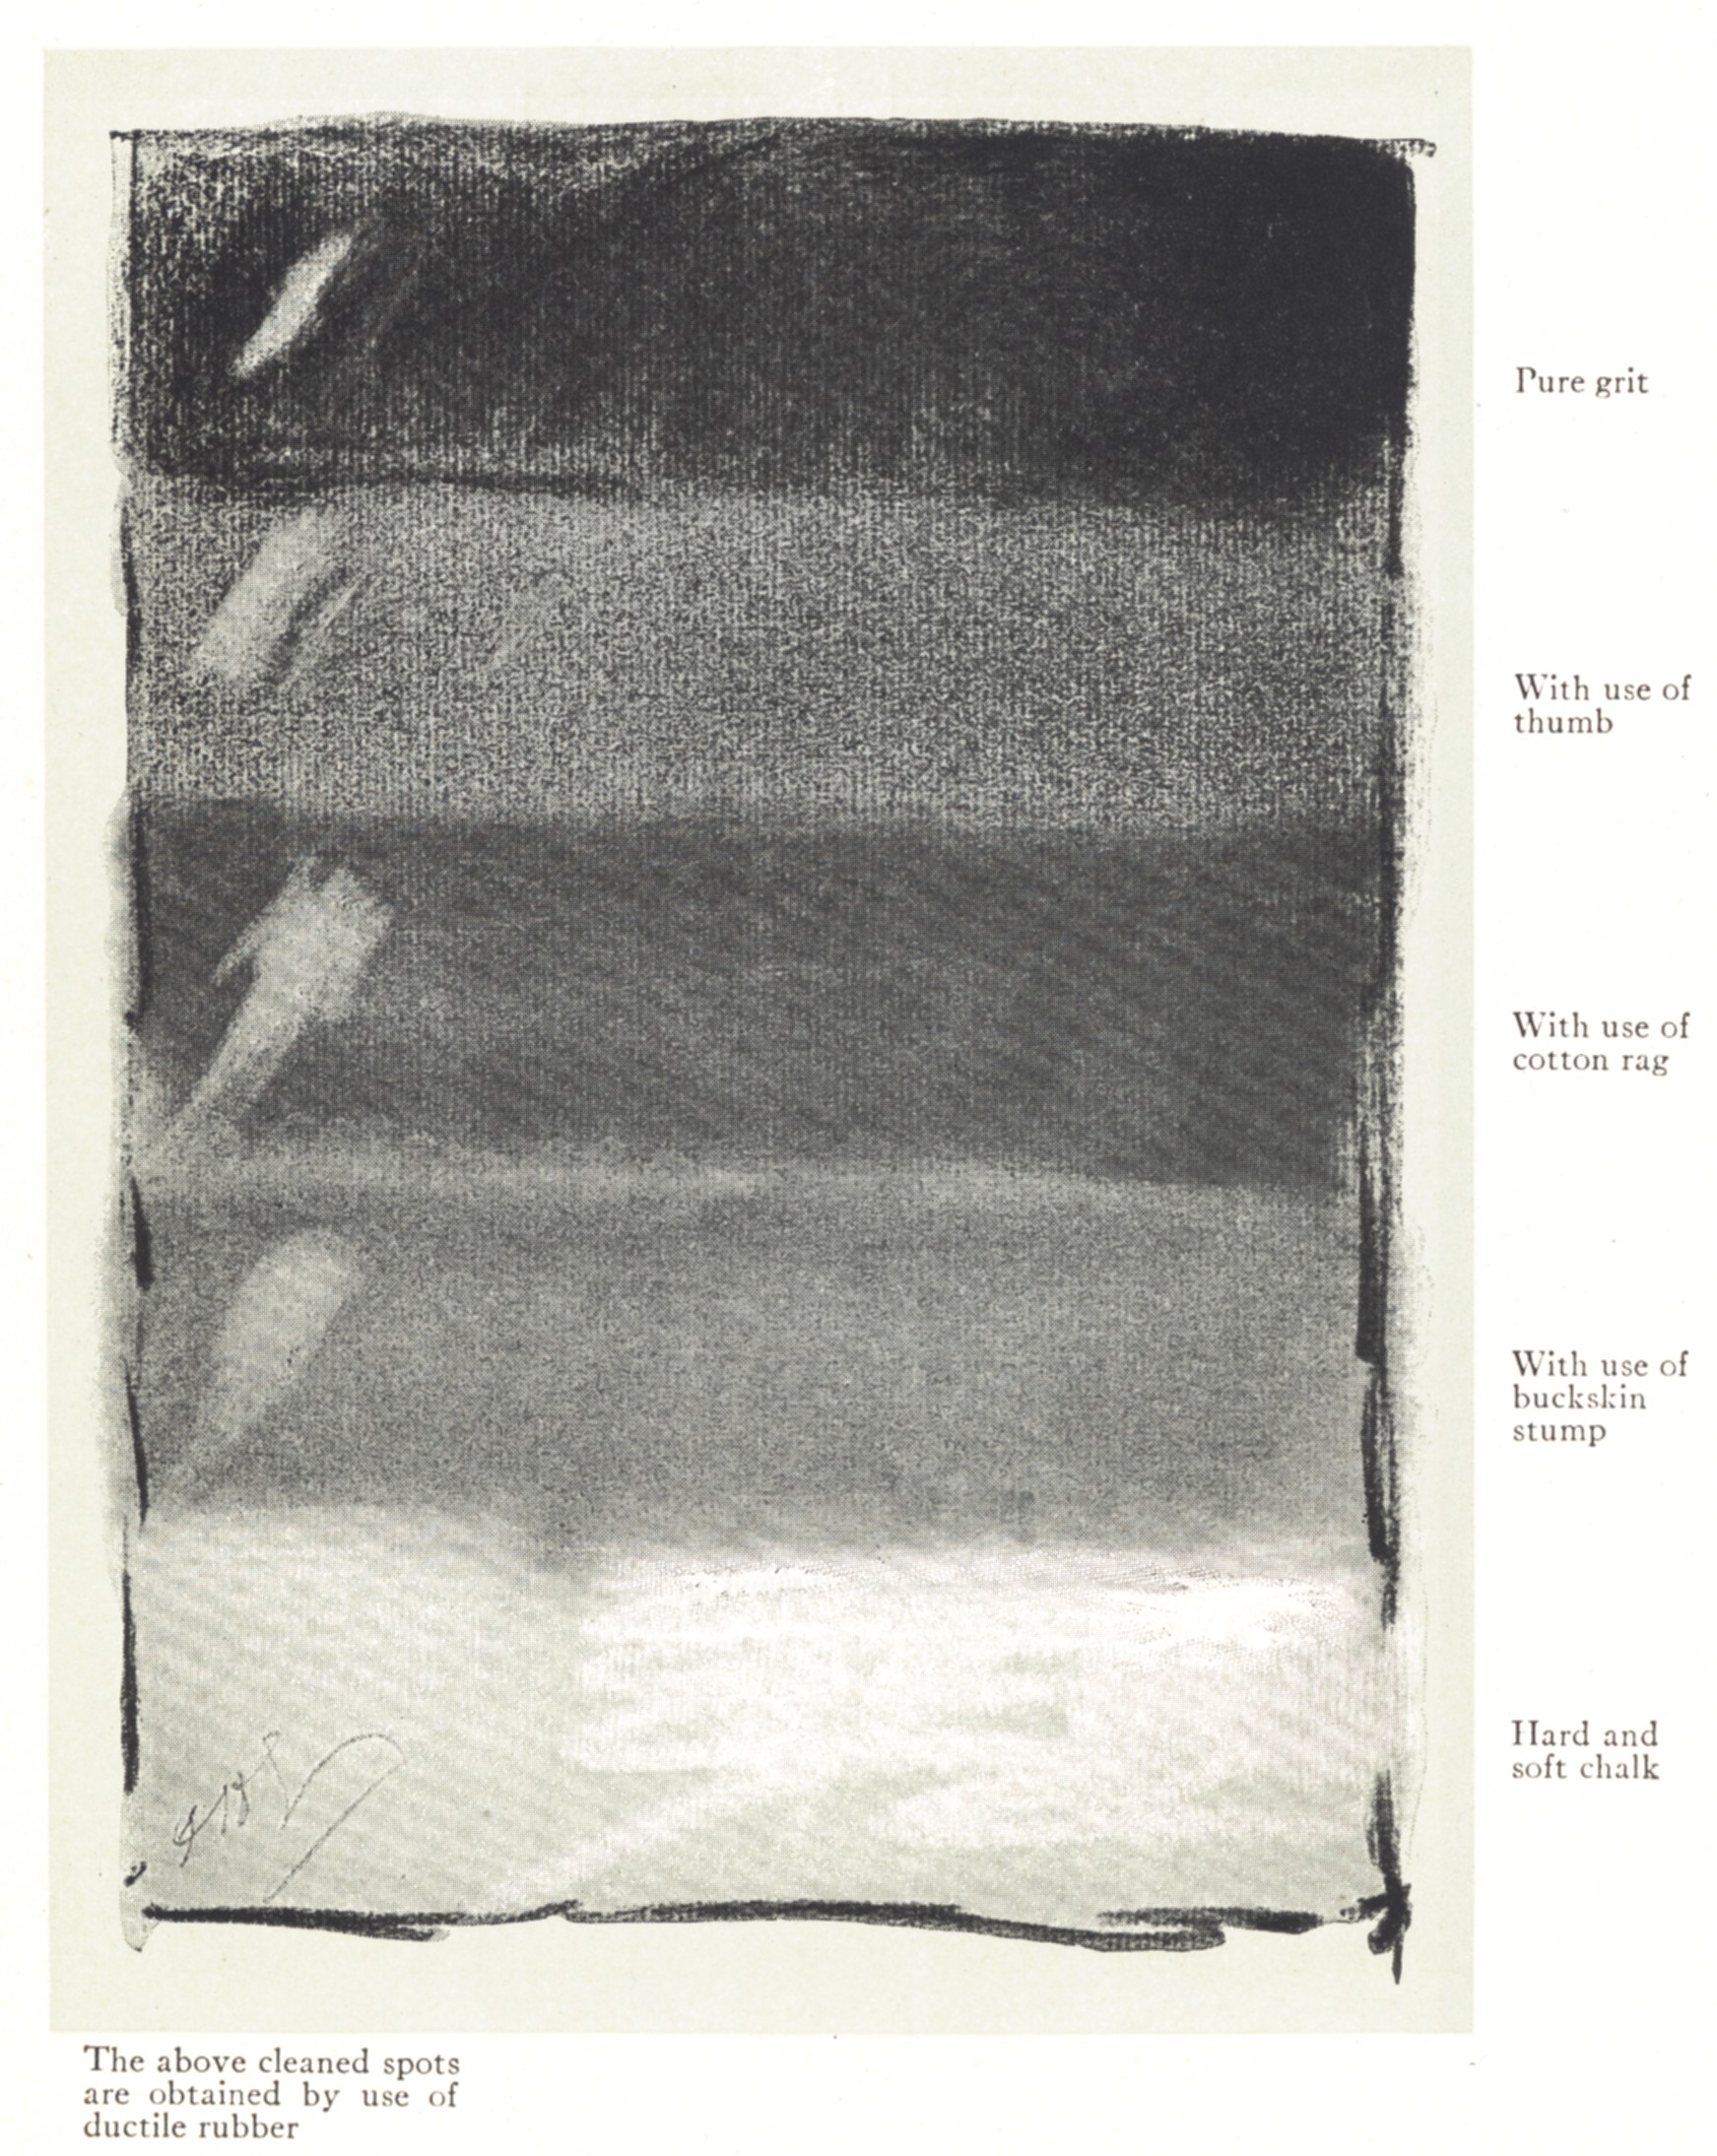 Pure grit
With use of
thumb
With use of
cotton rag
With use of
buckskin
stump
Hard and
soft chalk
The above cleaned spots
are obtained by use of
ductile rubber